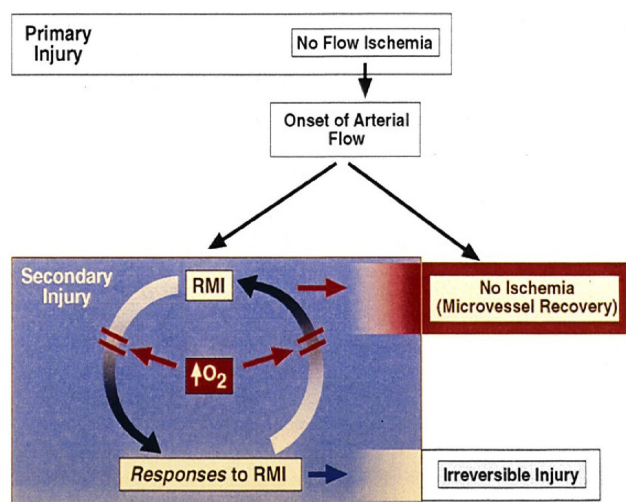 Primary
Injury
No Flow Ischemia
Onset of Arterial
Flow
Secondary
Injury
RMI
No Ischemia
(Microvessel Recovery)
↑O₂
Responses to RMI
Irreversible Injury